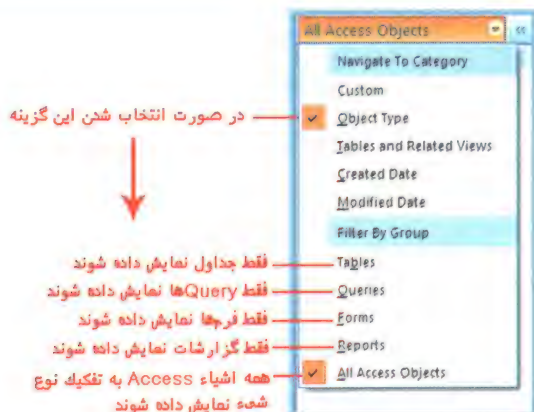 All Access Objects «
Navigate To Category
Custom
در صورت انتخاب شدن این گزینه
Object Type
Tables and Related Views
Created Date
Modified Date
Filter By Group
فقط جداول نمایش داده شوند
Tables
فقط Queryها نمایش داده شوند
Queries
فقط فرمها نمایش داده شوند
Forms
فقط گزارشات نمایش داده شوند
Reports
همه اشیاء Access به تفکیك نوع
شیء نمایش داده شوند
All Access Objects